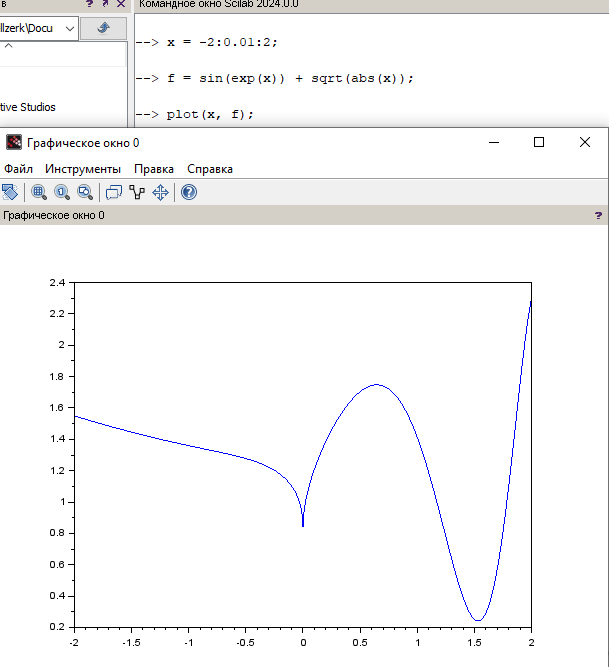 в ? ↗ ✕ Командное окно Scilab 2024.0.0
llzerk\Docu
--> x = -2:0.01:2;
--> f = sin(exp(x)) + sqrt(abs(x));
tive Studios
--> plot(x, f);
Графическое окно 0
Файл Инструменты Правка Справка
Графическое окно 0 ?
2.4
2.2
2
1.8
1.6
1.4
1.2
1
0.8
0.6
0.4
0.2
-2 -1.5 -1 -0.5 0 0.5 1 1.5 2